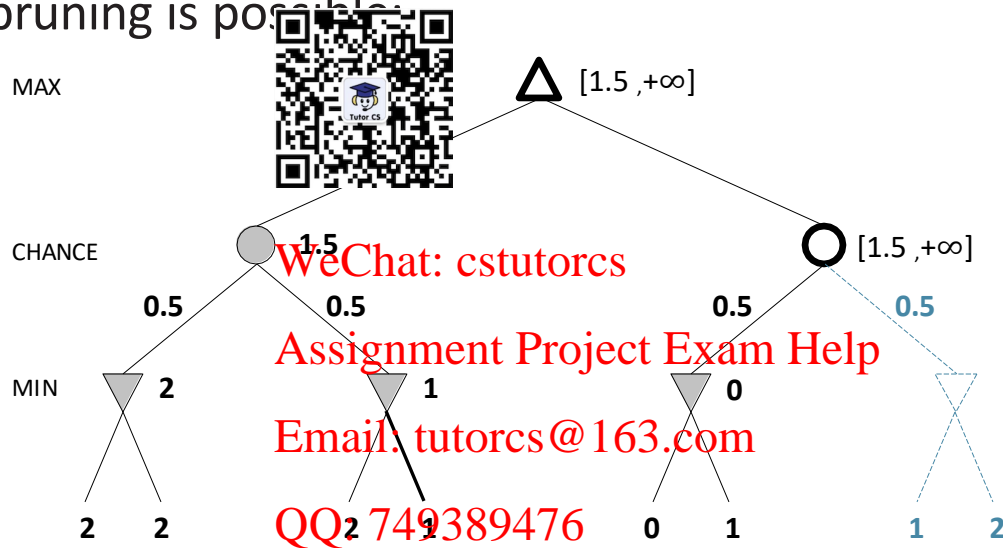 pruning is possible:
MAX
[1.5 ,+∞]
Tutor CS
CHANCE
1.5
[1.5 ,+∞]
WeChat: cstutorcs
0.5 0.5 0.5 0.5
Assignment Project Exam Help
MIN 2 1 0
Email: tutorcs@163.com
2 2 2 1 0 1 1 2
QQ: 749389476